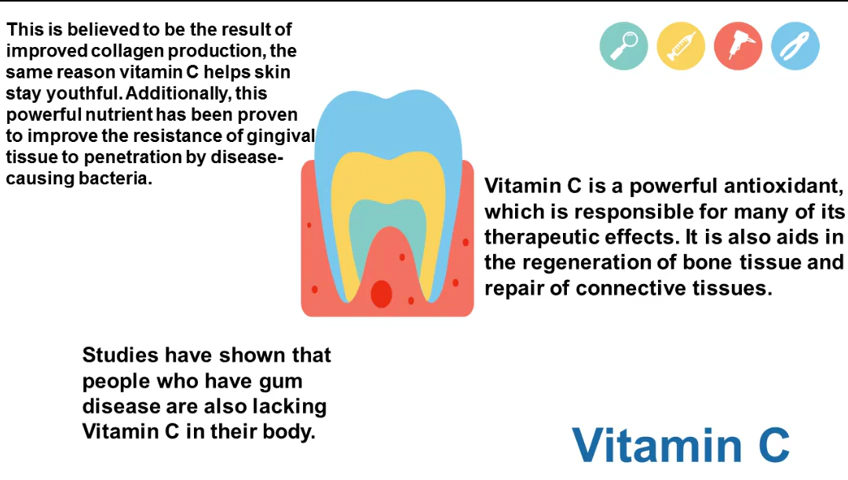 This is believed to be the result of
improved collagen production, the
same reason vitamin C helps skin
stay youthful. Additionally, this
powerful nutrient has been proven
to improve the resistance of gingival
tissue to penetration by disease-
causing bacteria.
Vitamin C is a powerful antioxidant,
which is responsible for many of its
therapeutic effects. It is also aids in
the regeneration of bone tissue and
repair of connective tissues.
Studies have shown that
people who have gum
disease are also lacking
Vitamin C in their body.
Vitamin C